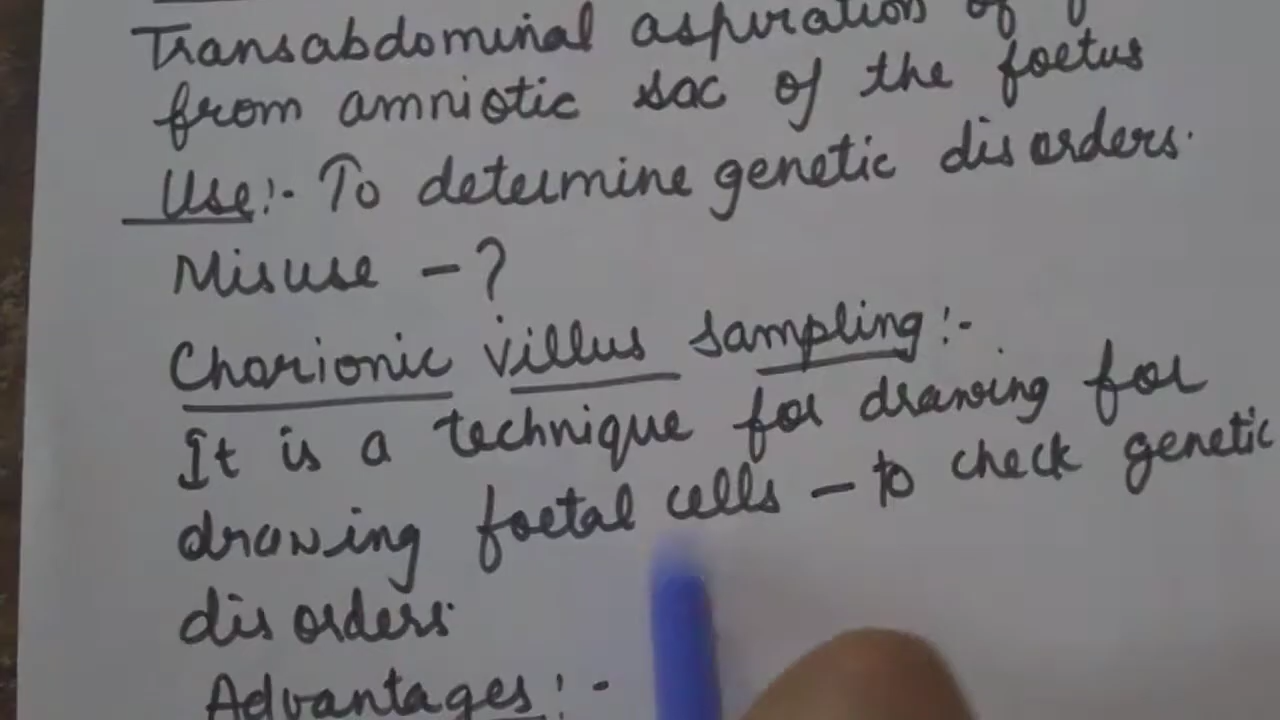 Transabdominal aspiration of
from amniotic sac of the foetus
Use:- To determine genetic disorders.
Misuse - ?
Chorionic villus sampling:-
It is a technique for drawing for
drawing foetal cells - to check genetic
disorders.
Advantages:-